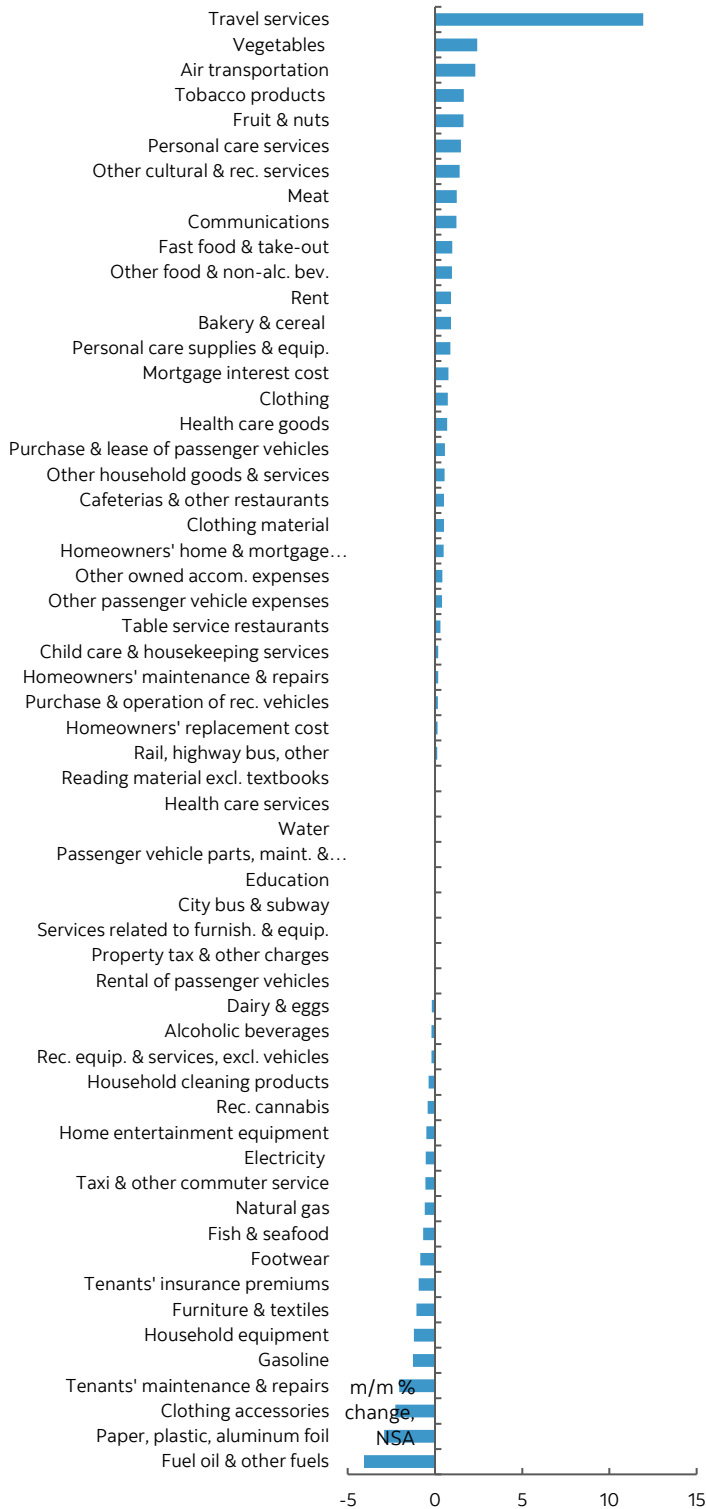 Travel services
Vegetables
Air transportation
Tobacco products
Fruit & nuts
Personal care services
Other cultural & rec. services
Meat
Communications
Fast food & take-out
Other food & non-alc. bev.
Rent
Bakery & cereal
Personal care supplies & equip.
Mortgage interest cost
Clothing
Health care goods
Purchase & lease of passenger vehicles
Other household goods & services
Cafeterias & other restaurants
Clothing material
Homeowners' home & mortgage…
Other owned accom. expenses
Other passenger vehicle expenses
Table service restaurants
Child care & housekeeping services
Homeowners' maintenance & repairs
Purchase & operation of rec. vehicles
Homeowners' replacement cost
Rail, highway bus, other
Reading material excl. textbooks
Health care services
Water
Passenger vehicle parts, maint. &…
Education
City bus & subway
Services related to furnish. & equip.
Property tax & other charges
Rental of passenger vehicles
Dairy & eggs
Alcoholic beverages
Rec. equip. & services, excl. vehicles
Household cleaning products
Rec. cannabis
Home entertainment equipment
Electricity
Taxi & other commuter service
Natural gas
Fish & seafood
Footwear
Tenants' insurance premiums
Furniture & textiles
Household equipment
Gasoline
Tenants' maintenance & repairs
Clothing accessories
Paper, plastic, aluminum foil
Fuel oil & other fuels
m/m %
change,
NSA
-5 0 5 10 15